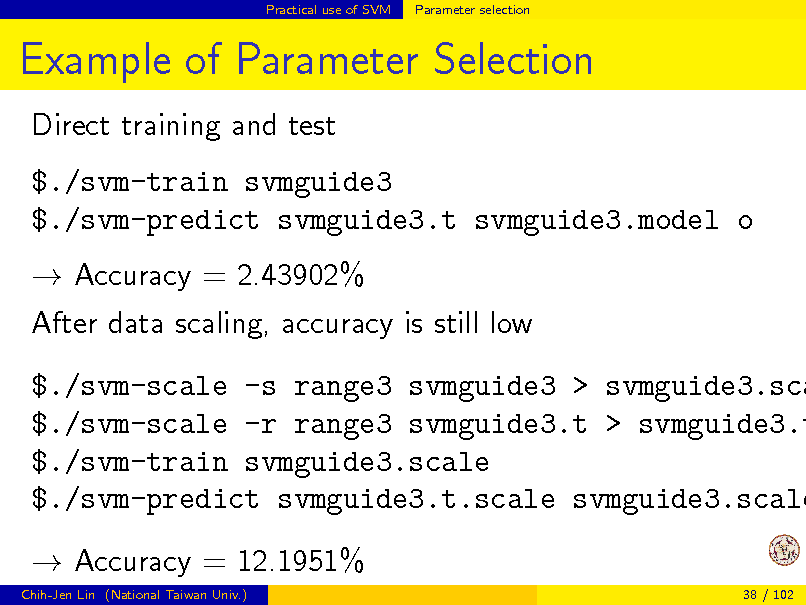 Practical use of SVM Parameter selection
Example of Parameter Selection
Direct training and test
$./svm-train svmguide3
$./svm-predict svmguide3.t svmguide3.model o
→ Accuracy = 2.43902%
After data scaling, accuracy is still low
$./svm-scale -s range3 svmguide3 > svmguide3.sca
$./svm-scale -r range3 svmguide3.t > svmguide3.t
$./svm-train svmguide3.scale
$./svm-predict svmguide3.t.scale svmguide3.scale
→ Accuracy = 12.1951%
Chih-Jen Lin (National Taiwan Univ.) 38 / 102